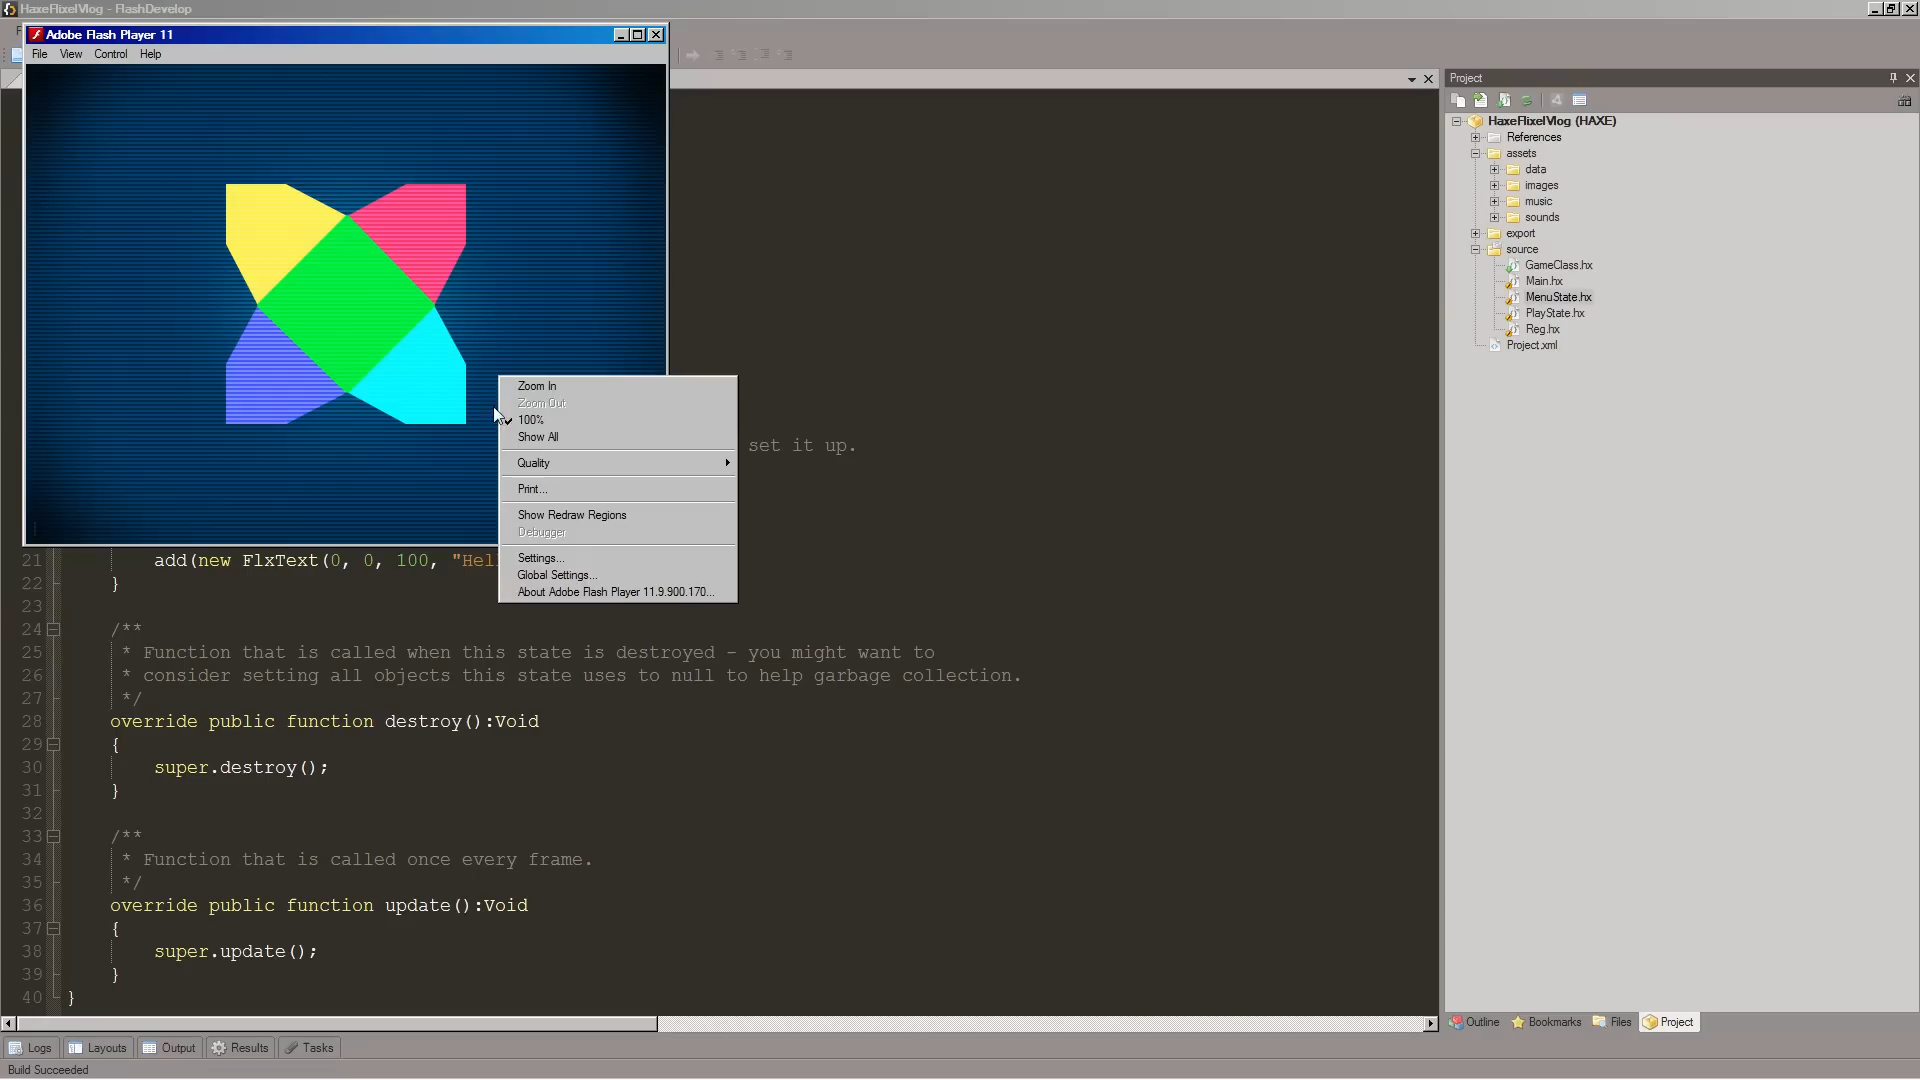 HaxeFlixelVlog - FlashDevelop
Adobe Flash Player 11
File View Control Help
Project
HaxeFlixelVlog (HAXE)
References
assets
data
images
music
sounds
export
source
GameClass.hx
Main.hx
MenuState.hx
PlayState.hx
Reg.hx
Project.xml
Zoom In
Zoom Out
100%
Show All
Quality
Print...
Show Redraw Regions
Debugger
Settings...
Global Settings...
About Adobe Flash Player 11.9.900.170...
set it up.
21 add(new FlxText(0, 0, 100, "Hel
22 }
23
24 /**
25 * Function that is called when this state is destroyed - you might want to
26 * consider setting all objects this state uses to null to help garbage collection.
27 */
28 override public function destroy():Void
29 {
30 super.destroy();
31 }
32
33 /**
34 * Function that is called once every frame.
35 */
36 override public function update():Void
37 {
38 super.update();
39 }
40 }
Outline Bookmarks Files Project
Logs Layouts Output Results Tasks
Build Succeeded